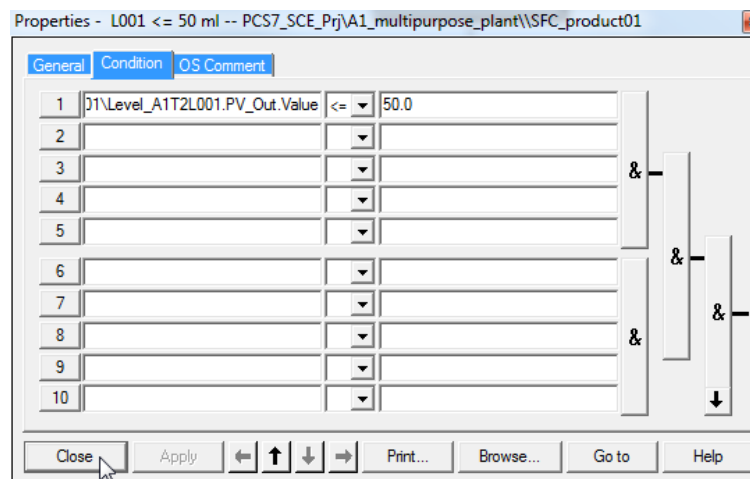 Properties - L001 <= 50 ml -- PCS7_SCE_Prj\A1_multipurpose_plant\\SFC_product01
General Condition OS Comment
1 01\Level_A1T2L001.PV_Out.Value <= 50.0
2
3 &
4
5
&
6
7
8 & &
9
10
Close Apply Print... Browse... Go to Help